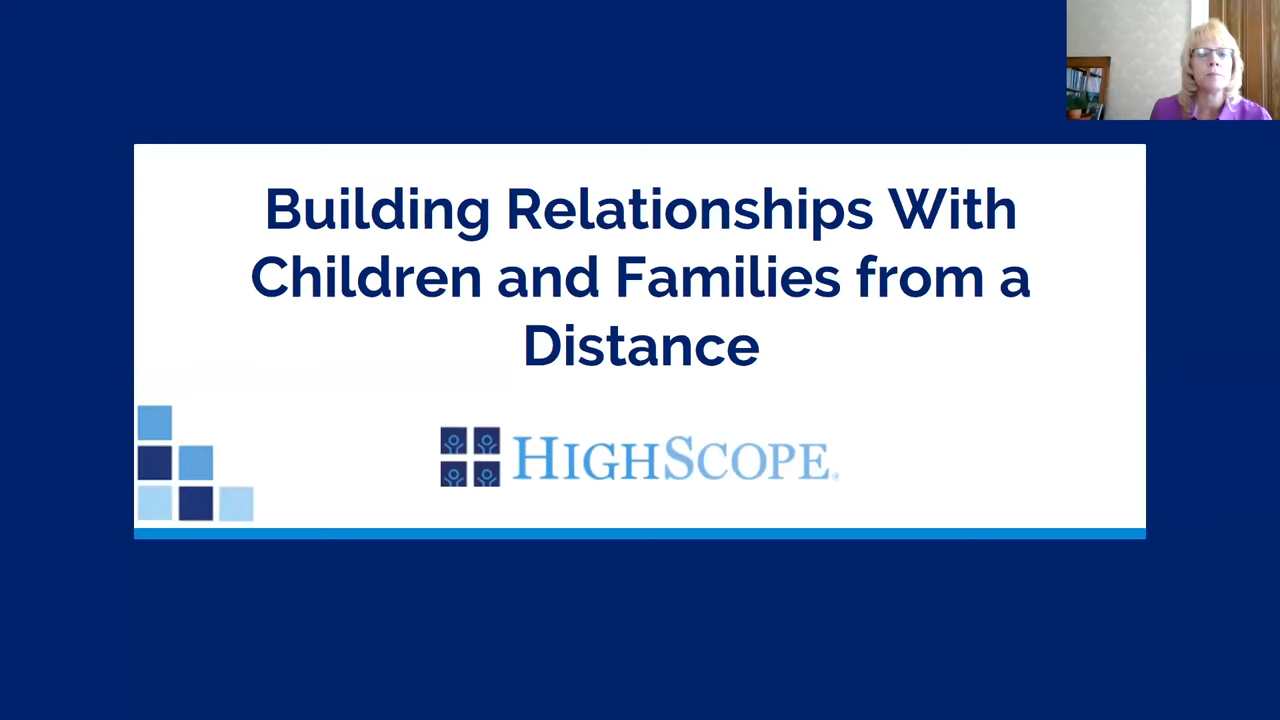 Building Relationships With
Children and Families from a
Distance
HIGHSCOPE®